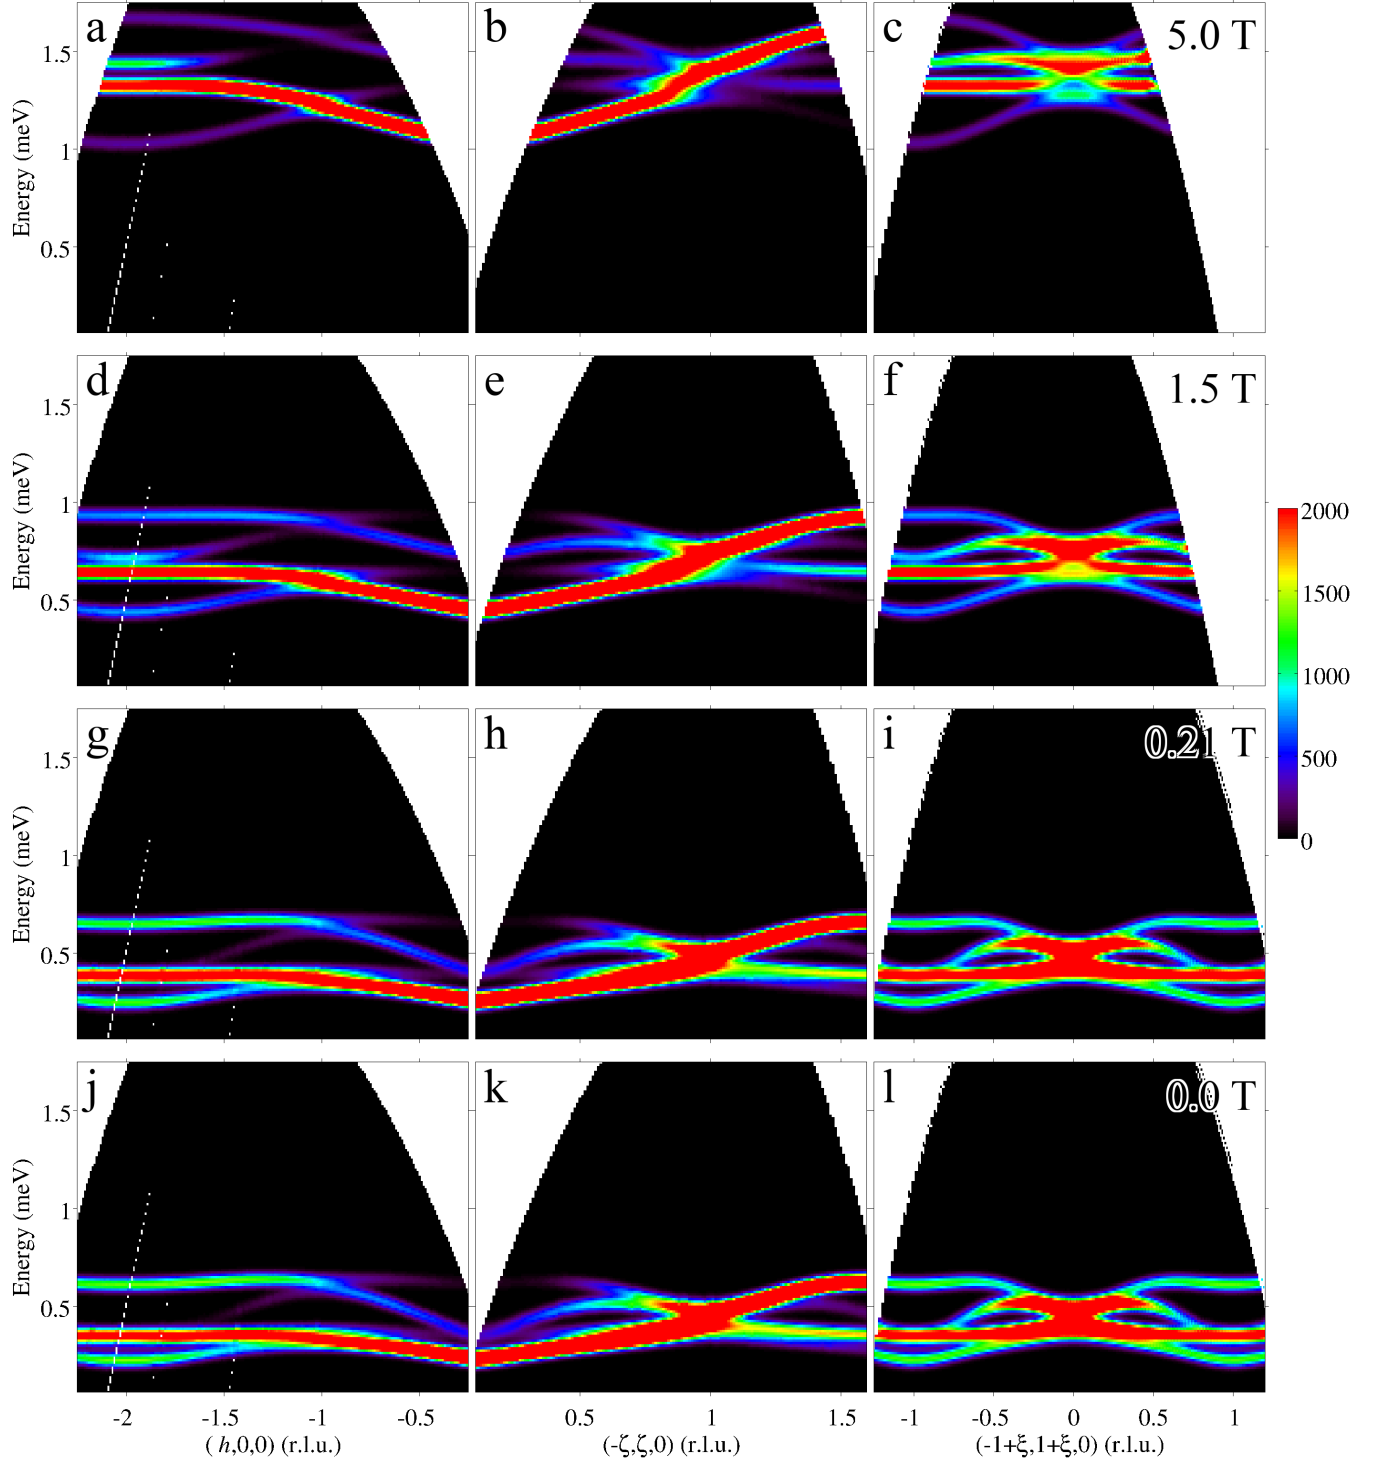 a
b
c
5.0 T
1.5
1
0.5
Energy (meV)
d
e
f
1.5 T
1.5
1
0.5
Energy (meV)
2000
1500
1000
500
0
g
h
i
0.21 T
1.5
1
0.5
Energy (meV)
j
k
l
0.0 T
1.5
1
0.5
Energy (meV)
-2 -1.5 -1 -0.5
0.5 1 1.5
-1 -0.5 0 0.5 1
(h,0,0) (r.l.u.)
(-ζ,ζ,0) (r.l.u.)
(-1+ξ,1+ξ,0) (r.l.u.)